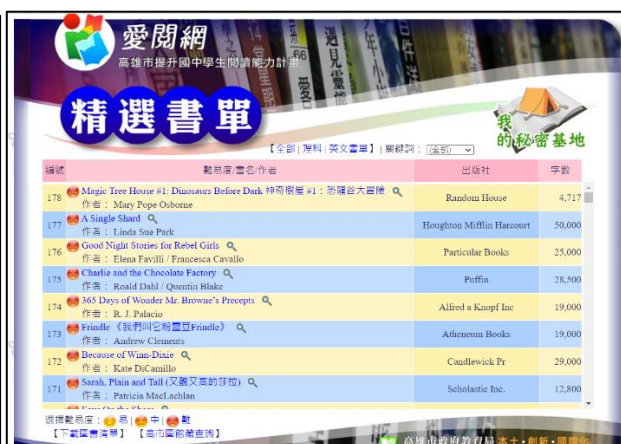 愛閱網
高雄市提升國中學生閱讀能力計畫
精選書單
我的秘密基地
【全部|理科|英文書單】|關鍵詞： (全部)
編號 難易度/書名/作者 出版社 字數
178 Magic Tree House #1: Dinosaurs Before Dark 神奇樹屋 #1：恐龍谷大冒險 Random House 4,717
作者： Mary Pope Osborne
177 A Single Shard Houghton Mifflin Harcourt 50,000
作者： Linda Sue Park
176 Good Night Stories for Rebel Girls Particular Books 25,000
作者： Elena Favilli / Francesca Cavallo
175 Charlie and the Chocolate Factory Puffin 28,500
作者： Roald Dahl / Quentin Blake
174 365 Days of Wonder Mr. Browne's Precepts Alfred a Knopf Inc 19,000
作者： R. J. Palacio
173 Frindle 《我們叫它粉靈豆Frindle》 Atheneum Books 19,000
作者： Andrew Clements
172 Because of Winn-Dixie Candlewick Pr 29,000
作者： Kate DiCamillo
171 Sarah, Plain and Tall (又醜又高的莎拉) Scholastic Inc. 12,800
作者： Patricia MacLachlan
選擇難易度： 易 | 中 | 難
【下載圖書清單】 【高市圖館藏查詢】
高雄市政府教育局 本土・創新・國際化